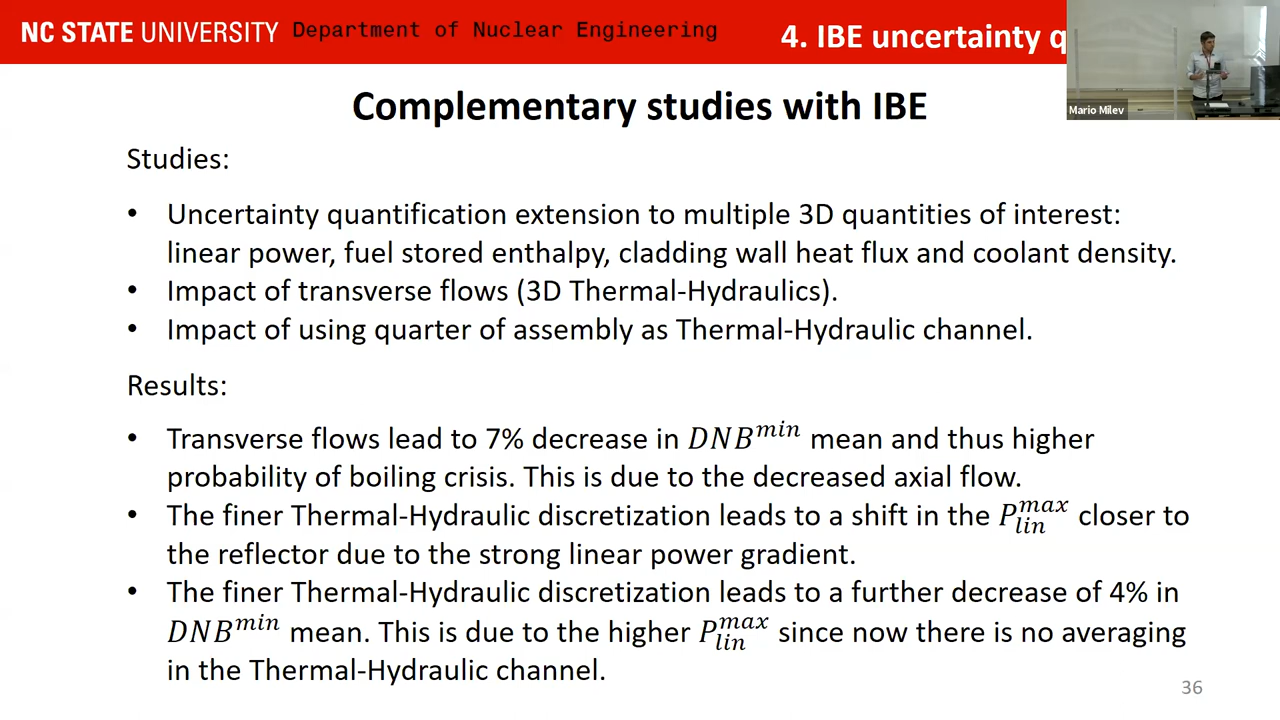 NC STATE UNIVERSITY Department of Nuclear Engineering 4. IBE uncertainty q
Mario Milev
Complementary studies with IBE
Studies:
• Uncertainty quantification extension to multiple 3D quantities of interest:
linear power, fuel stored enthalpy, cladding wall heat flux and coolant density.
• Impact of transverse flows (3D Thermal-Hydraulics).
• Impact of using quarter of assembly as Thermal-Hydraulic channel.
Results:
• Transverse flows lead to 7% decrease in DNB^min mean and thus higher
probability of boiling crisis. This is due to the decreased axial flow.
• The finer Thermal-Hydraulic discretization leads to a shift in the P_lin^max closer to
the reflector due to the strong linear power gradient.
• The finer Thermal-Hydraulic discretization leads to a further decrease of 4% in
DNB^min mean. This is due to the higher P_lin^max since now there is no averaging
in the Thermal-Hydraulic channel.
36